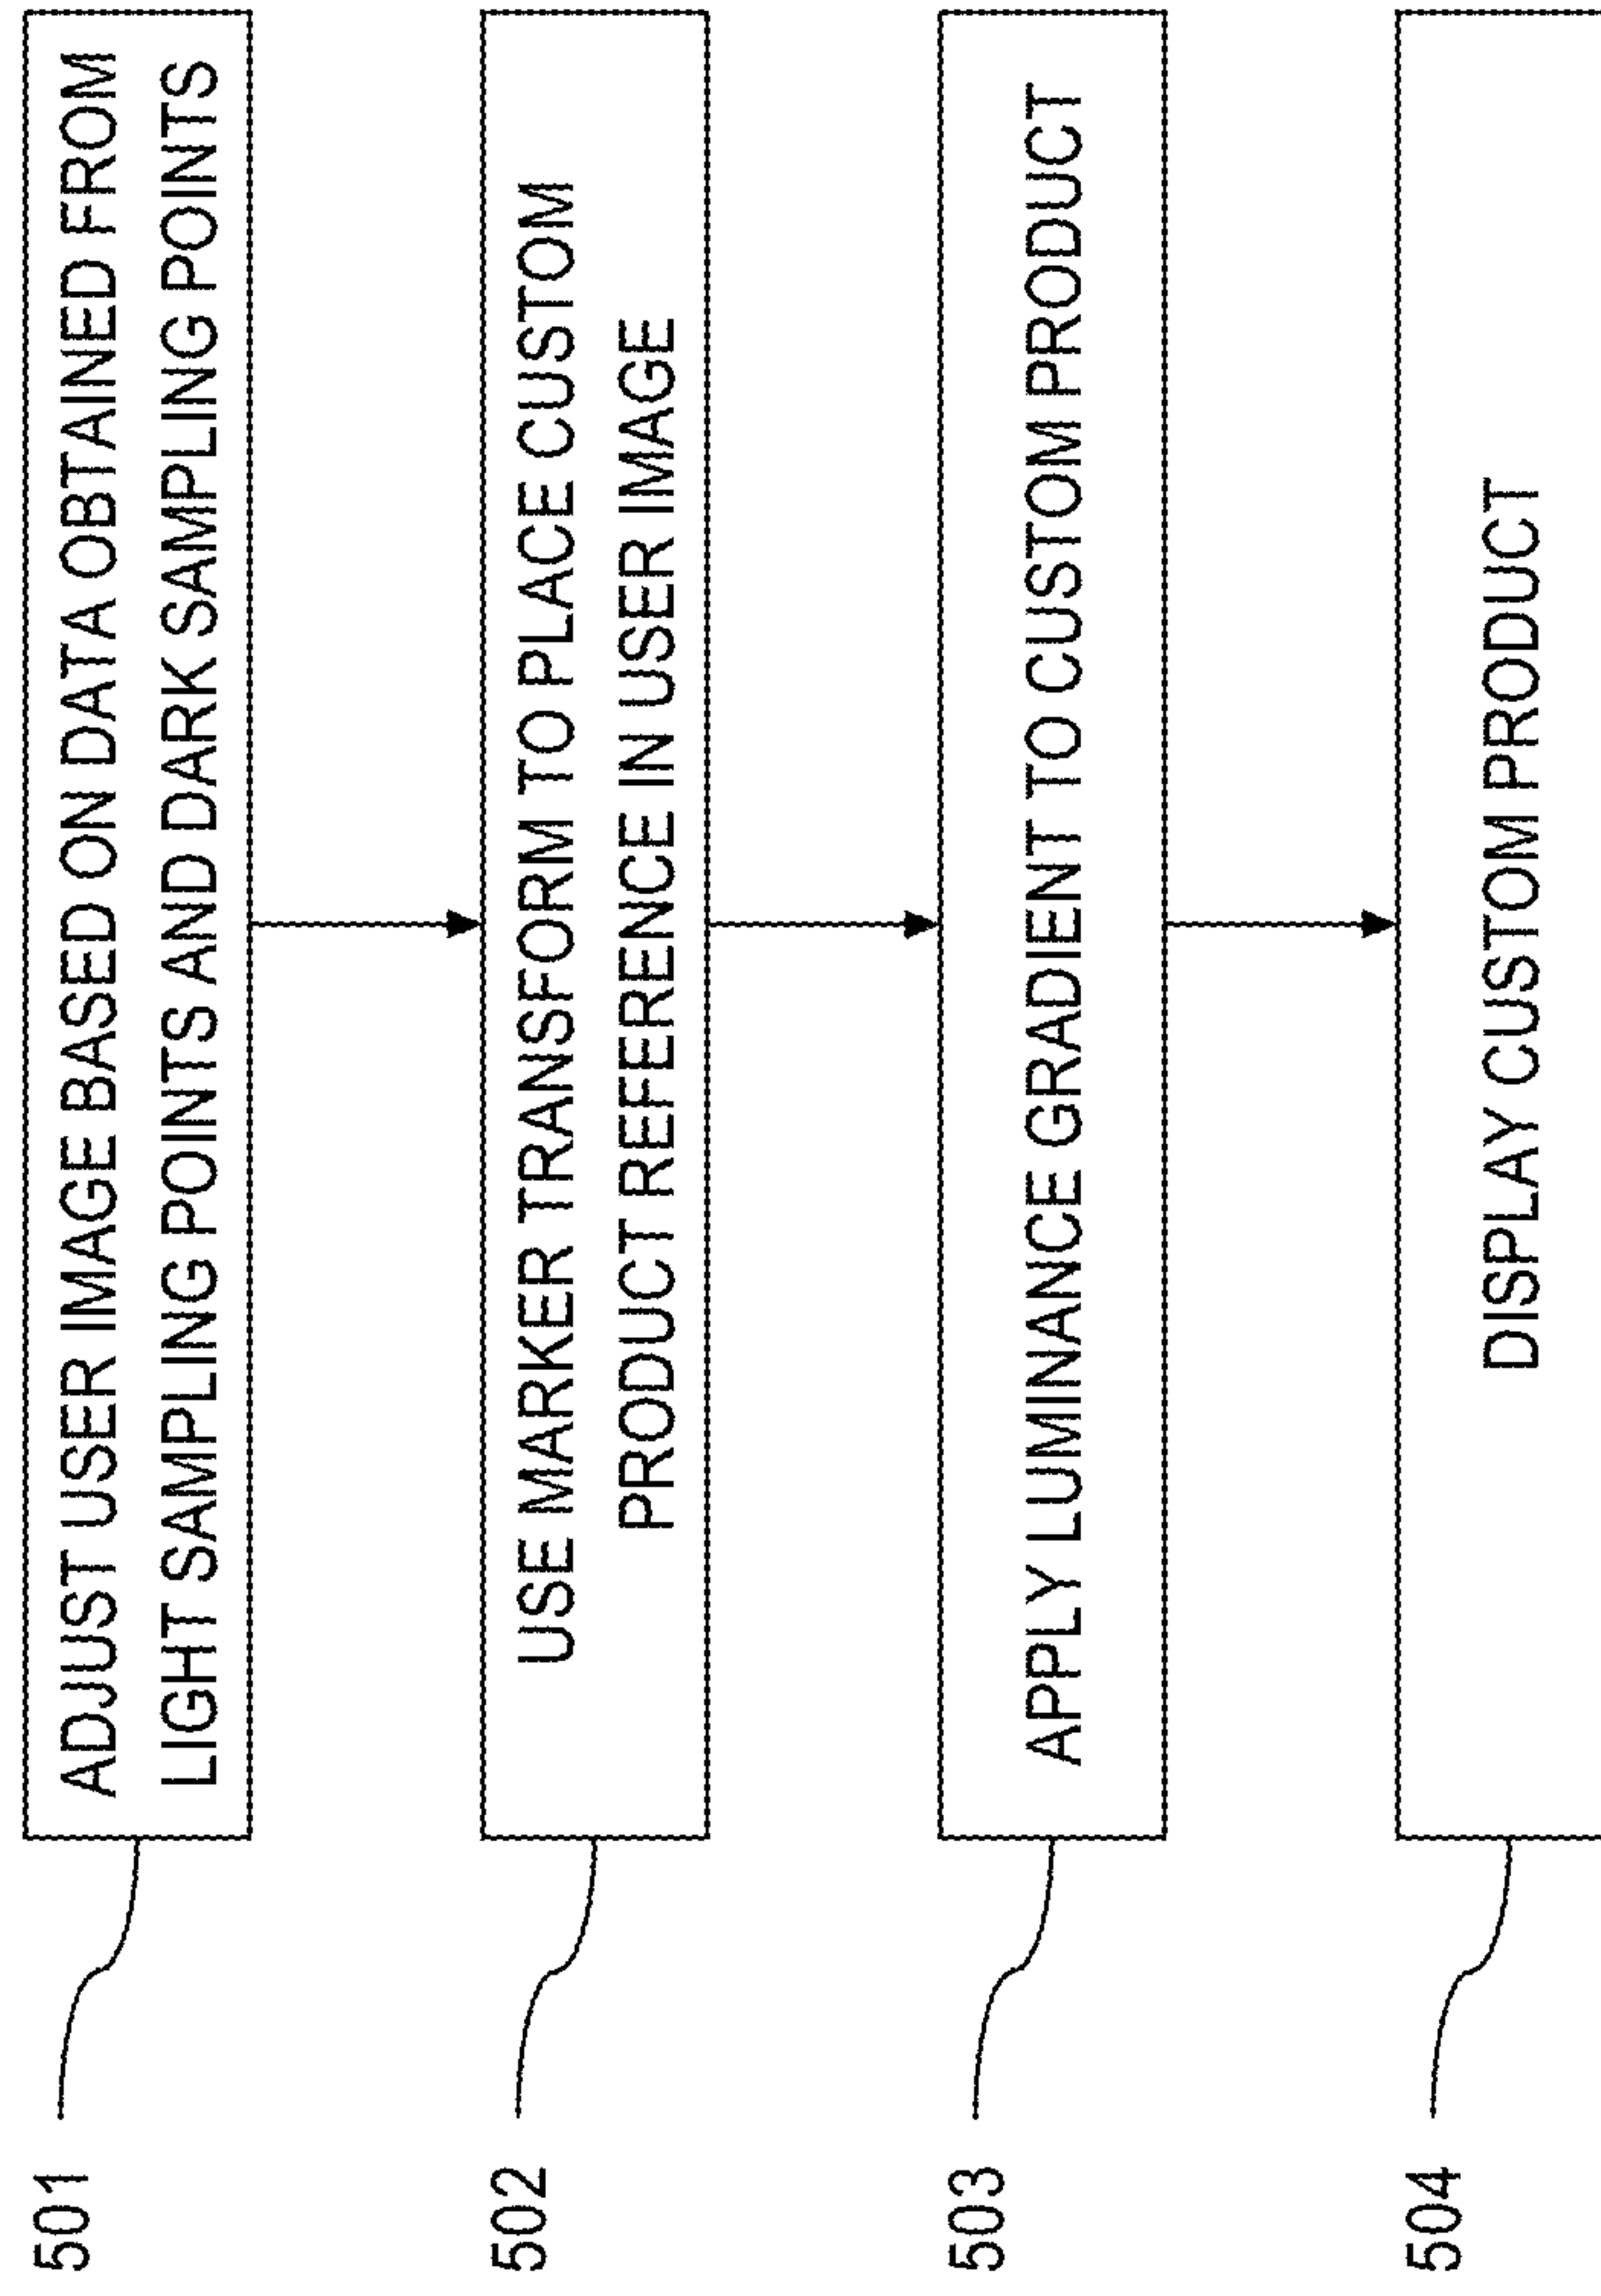 501
ADJUST USER IMAGE BASED ON DATA OBTAINED FROM
LIGHT SAMPLING POINTS AND DARK SAMPLING POINTS
502
USE MARKER TRANSFORM TO PLACE CUSTOM
PRODUCT REFERENCE IN USER IMAGE
503
APPLY LUMINANCE GRADIENT TO CUSTOM PRODUCT
504
DISPLAY CUSTOM PRODUCT